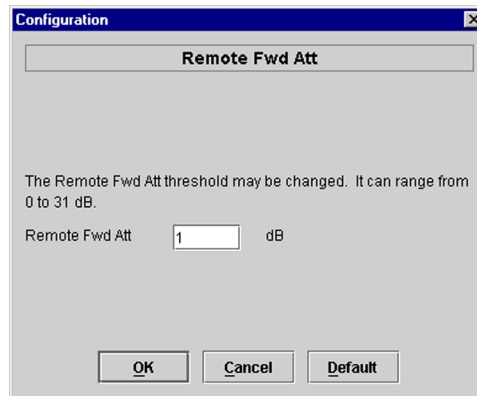 Configuration
Remote Fwd Att
The Remote Fwd Att threshold may be changed. It can range from
0 to 31 dB.
Remote Fwd Att 1 dB
OK Cancel Default